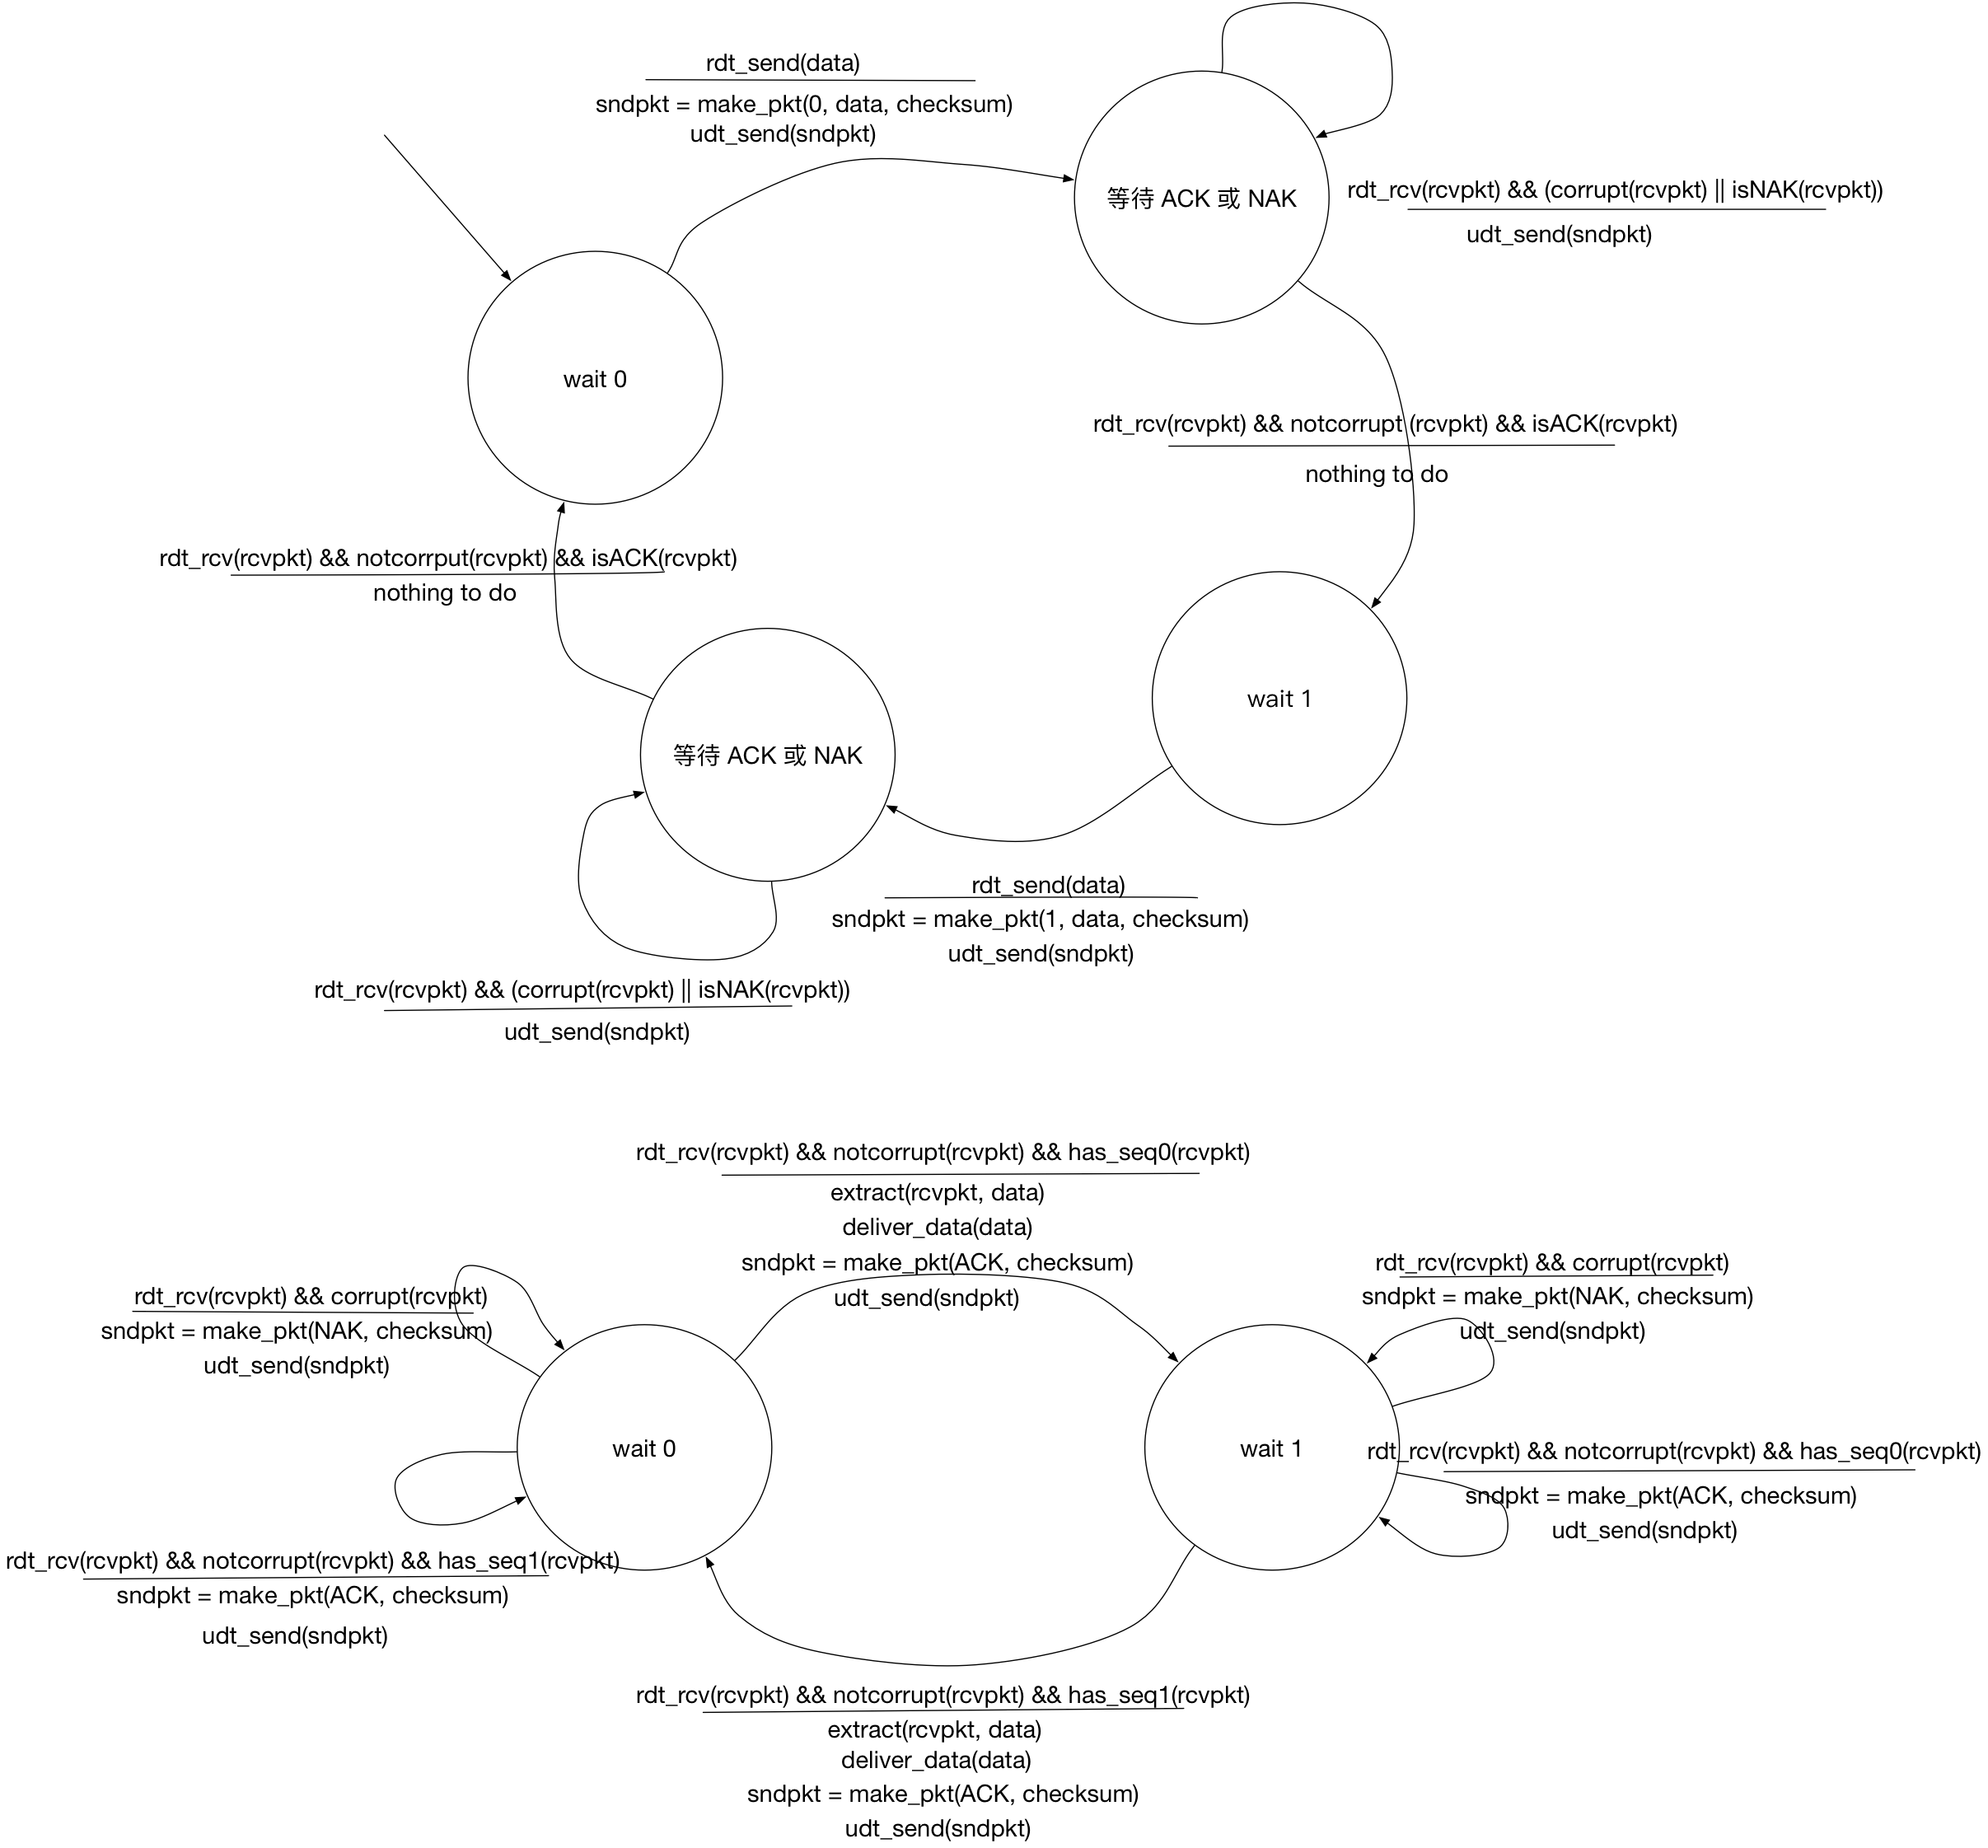 rdt_send(data)
sndpkt = make_pkt(0, data, checksum)
udt_send(sndpkt)
等待 ACK 或 NAK
rdt_rcv(rcvpkt) && (corrupt(rcvpkt) || isNAK(rcvpkt))
udt_send(sndpkt)
wait 0
rdt_rcv(rcvpkt) && notcorrupt (rcvpkt) && isACK(rcvpkt)
nothing to do
rdt_rcv(rcvpkt) && notcorrput(rcvpkt) && isACK(rcvpkt)
nothing to do
wait 1
等待 ACK 或 NAK
rdt_send(data)
sndpkt = make_pkt(1, data, checksum)
udt_send(sndpkt)
rdt_rcv(rcvpkt) && (corrupt(rcvpkt) || isNAK(rcvpkt))
udt_send(sndpkt)
rdt_rcv(rcvpkt) && notcorrupt(rcvpkt) && has_seq0(rcvpkt)
extract(rcvpkt, data)
deliver_data(data)
sndpkt = make_pkt(ACK, checksum)
udt_send(sndpkt)
rdt_rcv(rcvpkt) && corrupt(rcvpkt)
sndpkt = make_pkt(NAK, checksum)
udt_send(sndpkt)
rdt_rcv(rcvpkt) && corrupt(rcvpkt)
sndpkt = make_pkt(NAK, checksum)
udt_send(sndpkt)
wait 0
wait 1
rdt_rcv(rcvpkt) && notcorrupt(rcvpkt) && has_seq0(rcvpkt)
sndpkt = make_pkt(ACK, checksum)
udt_send(sndpkt)
rdt_rcv(rcvpkt) && notcorrupt(rcvpkt) && has_seq1(rcvpkt)
sndpkt = make_pkt(ACK, checksum)
udt_send(sndpkt)
rdt_rcv(rcvpkt) && notcorrupt(rcvpkt) && has_seq1(rcvpkt)
extract(rcvpkt, data)
deliver_data(data)
sndpkt = make_pkt(ACK, checksum)
udt_send(sndpkt)